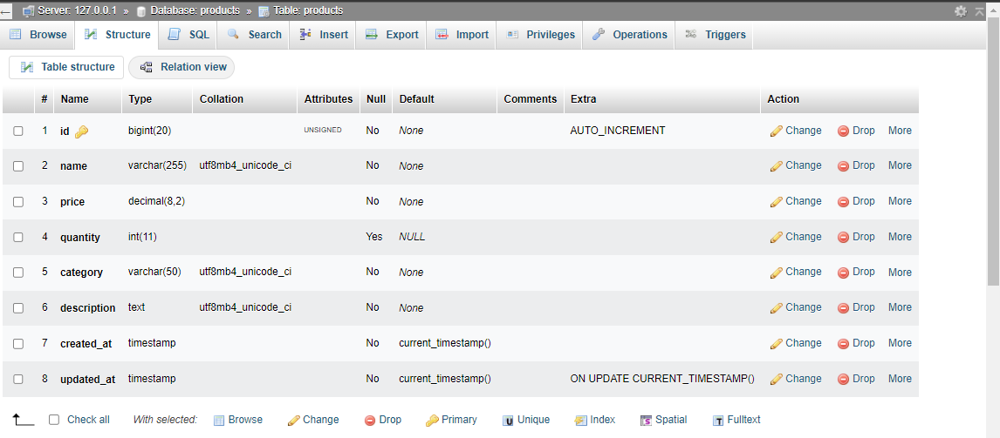 Server: 127.0.0.1 » Database: products » Table: products
Browse Structure SQL Search Insert Export Import Privileges Operations Triggers
Table structure Relation view
# Name Type Collation Attributes Null Default Comments Extra Action
1 id bigint(20) UNSIGNED No None AUTO_INCREMENT Change Drop More
2 name varchar(255) utf8mb4_unicode_ci No None Change Drop More
3 price decimal(8,2) No None Change Drop More
4 quantity int(11) Yes NULL Change Drop More
5 category varchar(50) utf8mb4_unicode_ci No None Change Drop More
6 description text utf8mb4_unicode_ci No None Change Drop More
7 created_at timestamp No current_timestamp() Change Drop More
8 updated_at timestamp No current_timestamp() ON UPDATE CURRENT_TIMESTAMP() Change Drop More
Check all With selected: Browse Change Drop Primary Unique Index Spatial Fulltext